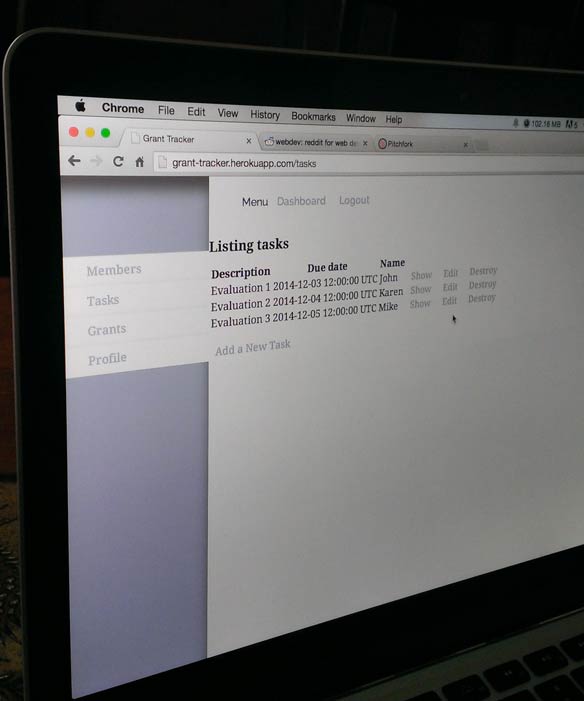 Chrome File Edit View History Bookmarks Window Help 102.16 MB
Grant Tracker webdev: reddit for web de Pitchfork
grant-tracker.herokuapp.com/tasks
Menu Dashboard Logout
Members
Tasks
Grants
Profile
Listing tasks
Description Due date Name
Evaluation 1 2014-12-03 12:00:00 UTC John Show Edit Destroy
Evaluation 2 2014-12-04 12:00:00 UTC Karen Show Edit Destroy
Evaluation 3 2014-12-05 12:00:00 UTC Mike Show Edit Destroy
Add a New Task